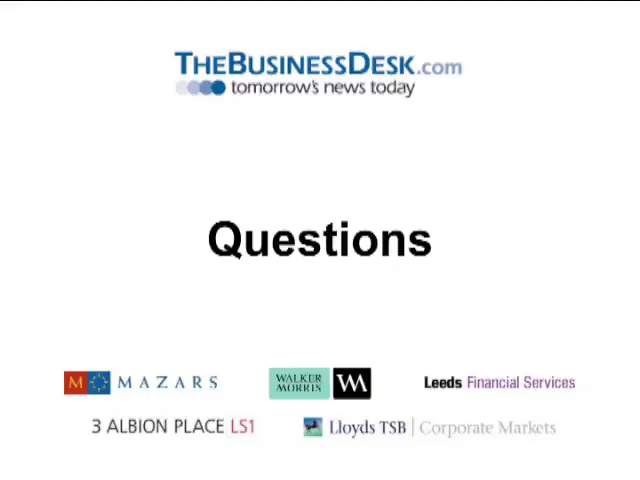 THEBUSINESSDESK.com
tomorrow's news today
Questions
M MAZARS
WALKER MORRIS WM
Leeds Financial Services
3 ALBION PLACE LS1
Lloyds TSB | Corporate Markets